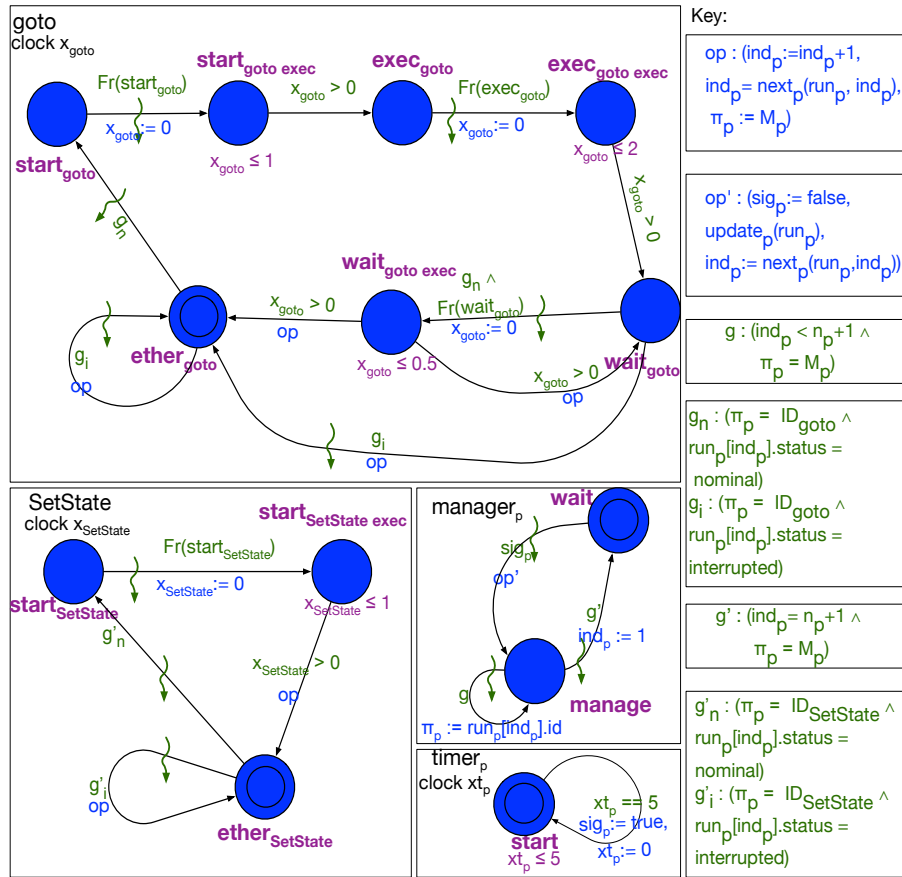 goto
clock x_goto
Fr(start_goto)
x_goto:= 0
start_goto
start_goto exec
x_goto ≤ 1
x_goto > 0
exec_goto
Fr(exec_goto)
x_goto:= 0
exec_goto exec
x_goto ≤ 2
x_goto > 0
g_n
wait_goto exec
g_n ∧
Fr(wait_goto)
x_goto:= 0
x_goto > 0
op
x_goto ≤ 0.5
x_goto > 0
op
wait_goto
ether_goto
g_i
op
g_i
op
SetState
clock x_SetState
Fr(start_SetState)
x_SetState:= 0
start_SetState
start_SetState exec
x_SetState ≤ 1
g'_n
x_SetState > 0
op
g'_i
op
ether_SetState
manager_p
wait
sig_p
op'
g'
ind_p := 1
g
manage
π_p := run_p[ind_p].id
timer_p
clock xt_p
xt_p == 5
sig_p:= true,
xt_p:= 0
start
xt_p ≤ 5
Key:
op : (ind_p:=ind_p+1,
ind_p= next_p(run_p, ind_p),
π_p := M_p)
op' : (sig_p:= false,
update_p(run_p),
ind_p:= next_p(run_p,ind_p))
g : (ind_p < n_p+1 ∧
π_p = M_p)
g_n : (π_p = ID_goto ∧
run_p[ind_p].status =
nominal)
g_i : (π_p = ID_goto ∧
run_p[ind_p].status =
interrupted)
g' : (ind_p= n_p+1 ∧
π_p = M_p)
g'_n : (π_p = ID_SetState ∧
run_p[ind_p].status =
nominal)
g'_i : (π_p = ID_SetState ∧
run_p[ind_p].status =
interrupted)